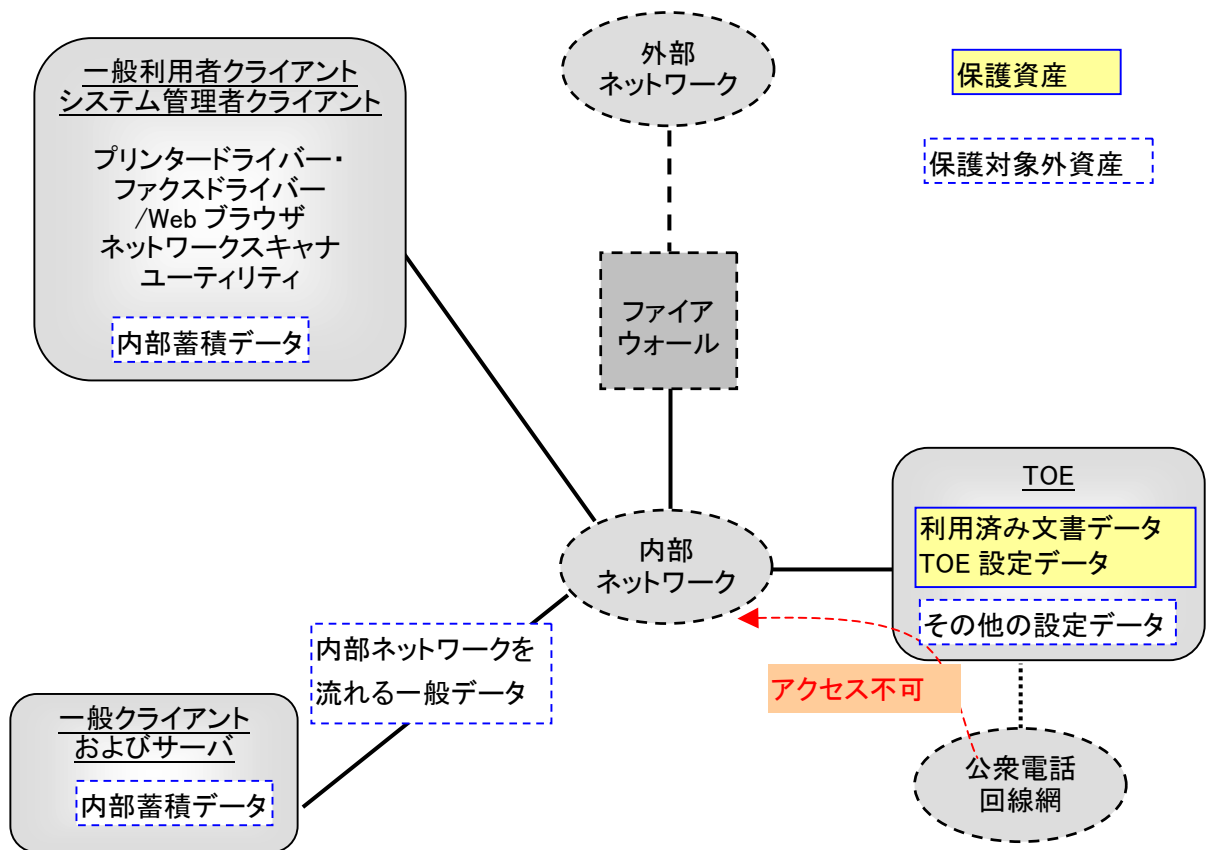 一般利用者クライアント
システム管理者クライアント
プリンタードライバー・
ファクスドライバー
/Web ブラウザ
ネットワークスキャナ
ユーティリティ
内部蓄積データ
外部
ネットワーク
保護資産
保護対象外資産
ファイア
ウォール
内部
ネットワーク
TOE
利用済み文書データ
TOE 設定データ
その他の設定データ
アクセス不可
内部ネットワークを
流れる一般データ
一般クライアント
およびサーバ
内部蓄積データ
公衆電話
回線網